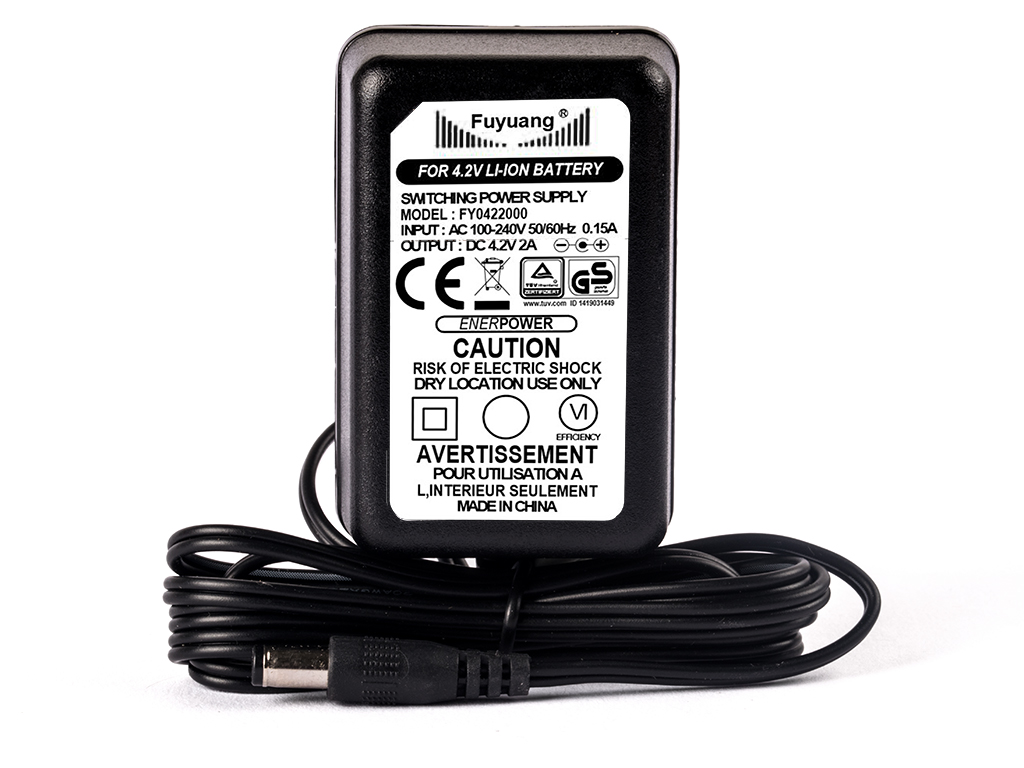 Fuyuang ®
FOR 4.2V LI-ION BATTERY
SWITCHING POWER SUPPLY
MODEL : FY0422000
INPUT : AC 100-240V 50/60Hz 0.15A
OUTPUT : DC 4.2V 2A
CE
TÜVRheinland
ZERTIFIZIERT
GS
www.tuv.com ID 1419031449
ENERPOWER
CAUTION
RISK OF ELECTRIC SHOCK
DRY LOCATION USE ONLY
VI
EFFICIENCY
AVERTISSEMENT
POUR UTILISATION A
L,INTERIEUR SEULEMENT
MADE IN CHINA